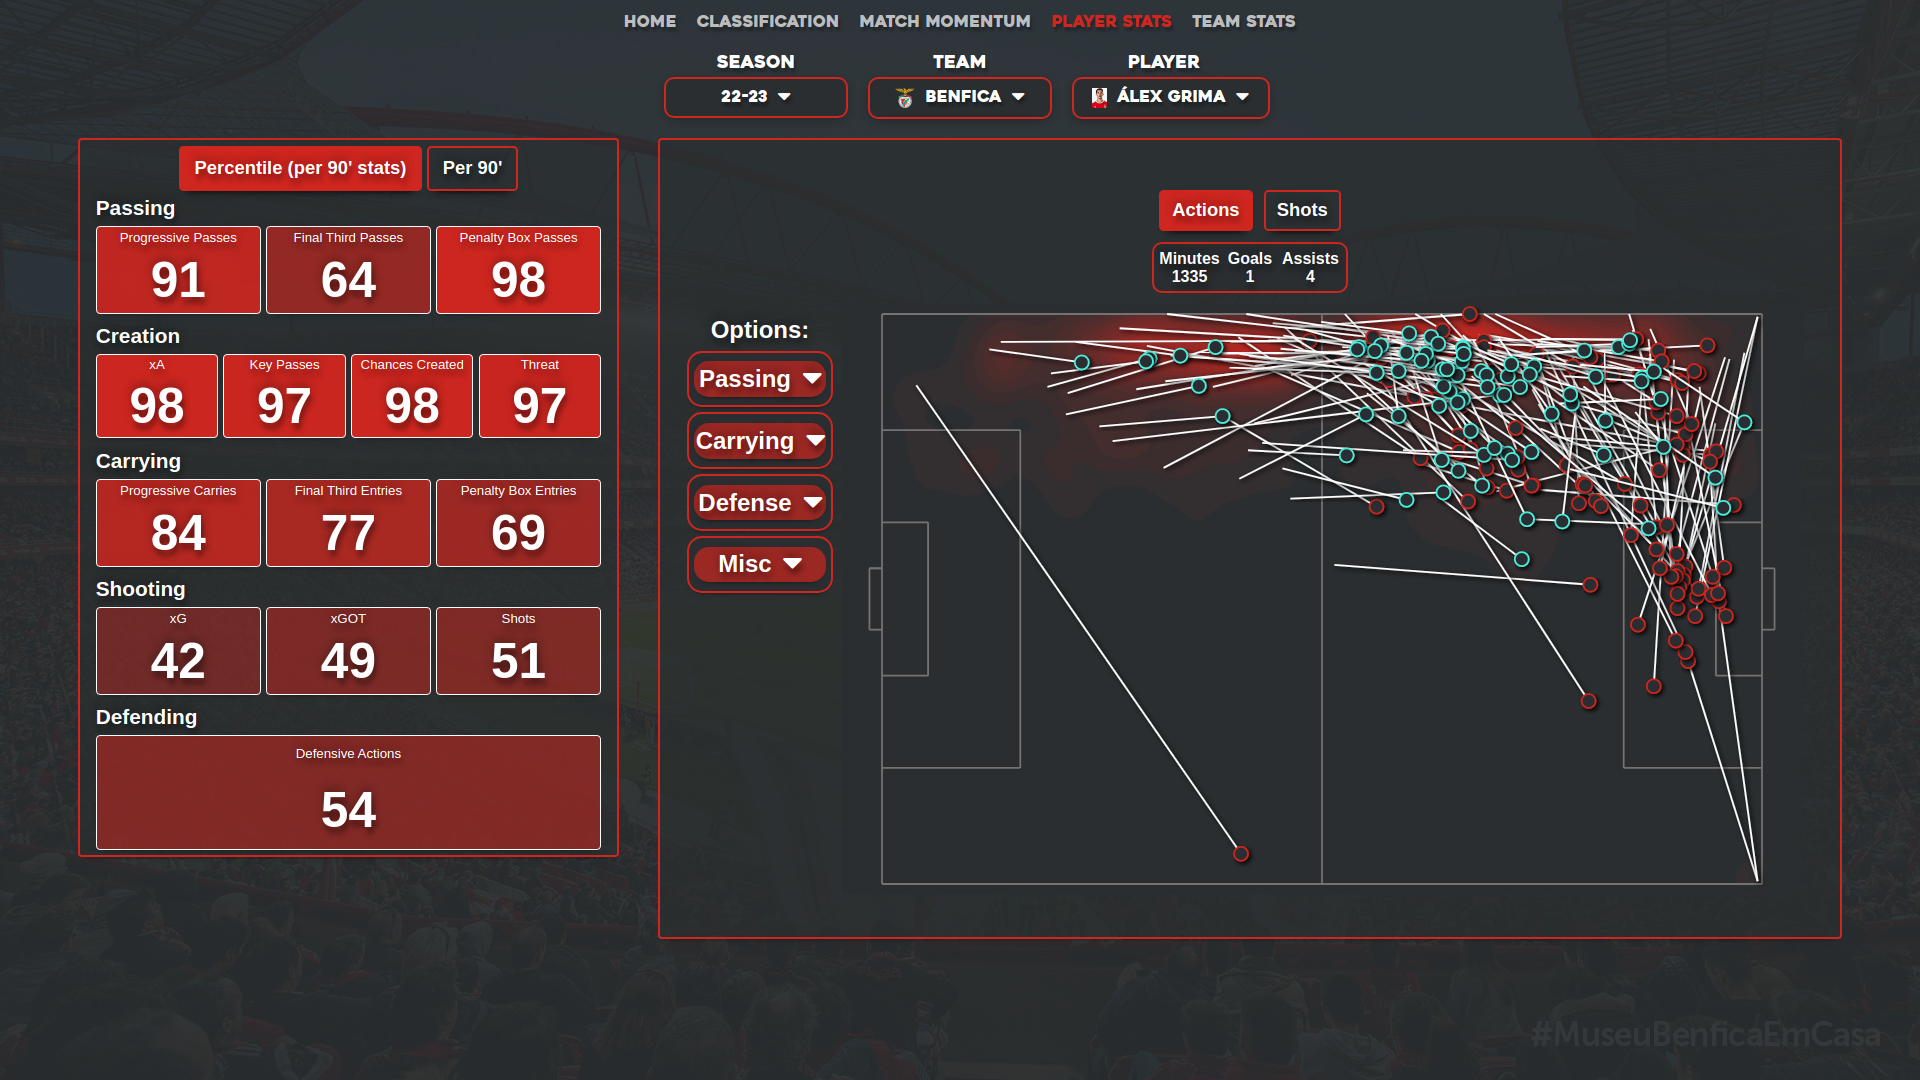 HOME CLASSIFICATION MATCH MOMENTUM PLAYER STATS TEAM STATS
SEASON TEAM PLAYER
22-23 BENFICA ÁLEX GRIMA
Percentile (per 90' stats) Per 90'
Passing
Progressive Passes Final Third Passes Penalty Box Passes
91 64 98
Creation
xA Key Passes Chances Created Threat
98 97 98 97
Carrying
Progressive Carries Final Third Entries Penalty Box Entries
84 77 69
Shooting
xG xGOT Shots
42 49 51
Defending
Defensive Actions
54
Actions Shots
Minutes Goals Assists
1335 1 4
Options:
Passing
Carrying
Defense
Misc
#MuseuBenficaEmCasa